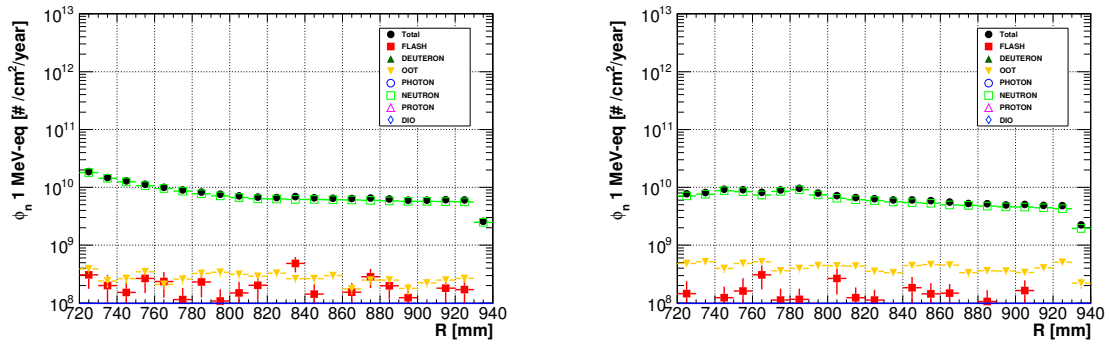 φn 1 MeV-eq [# /cm2/year]
10^13
10^12
10^11
10^10
10^9
10^8
Total
FLASH
DEUTERON
OOT
PHOTON
NEUTRON
PROTON
DIO
720 740 760 780 800 820 840 860 880 900 920 940
R [mm]
φn 1 MeV-eq [# /cm2/year]
10^13
10^12
10^11
10^10
10^9
10^8
Total
FLASH
DEUTERON
OOT
PHOTON
NEUTRON
PROTON
DIO
720 740 760 780 800 820 840 860 880 900 920 940
R [mm]